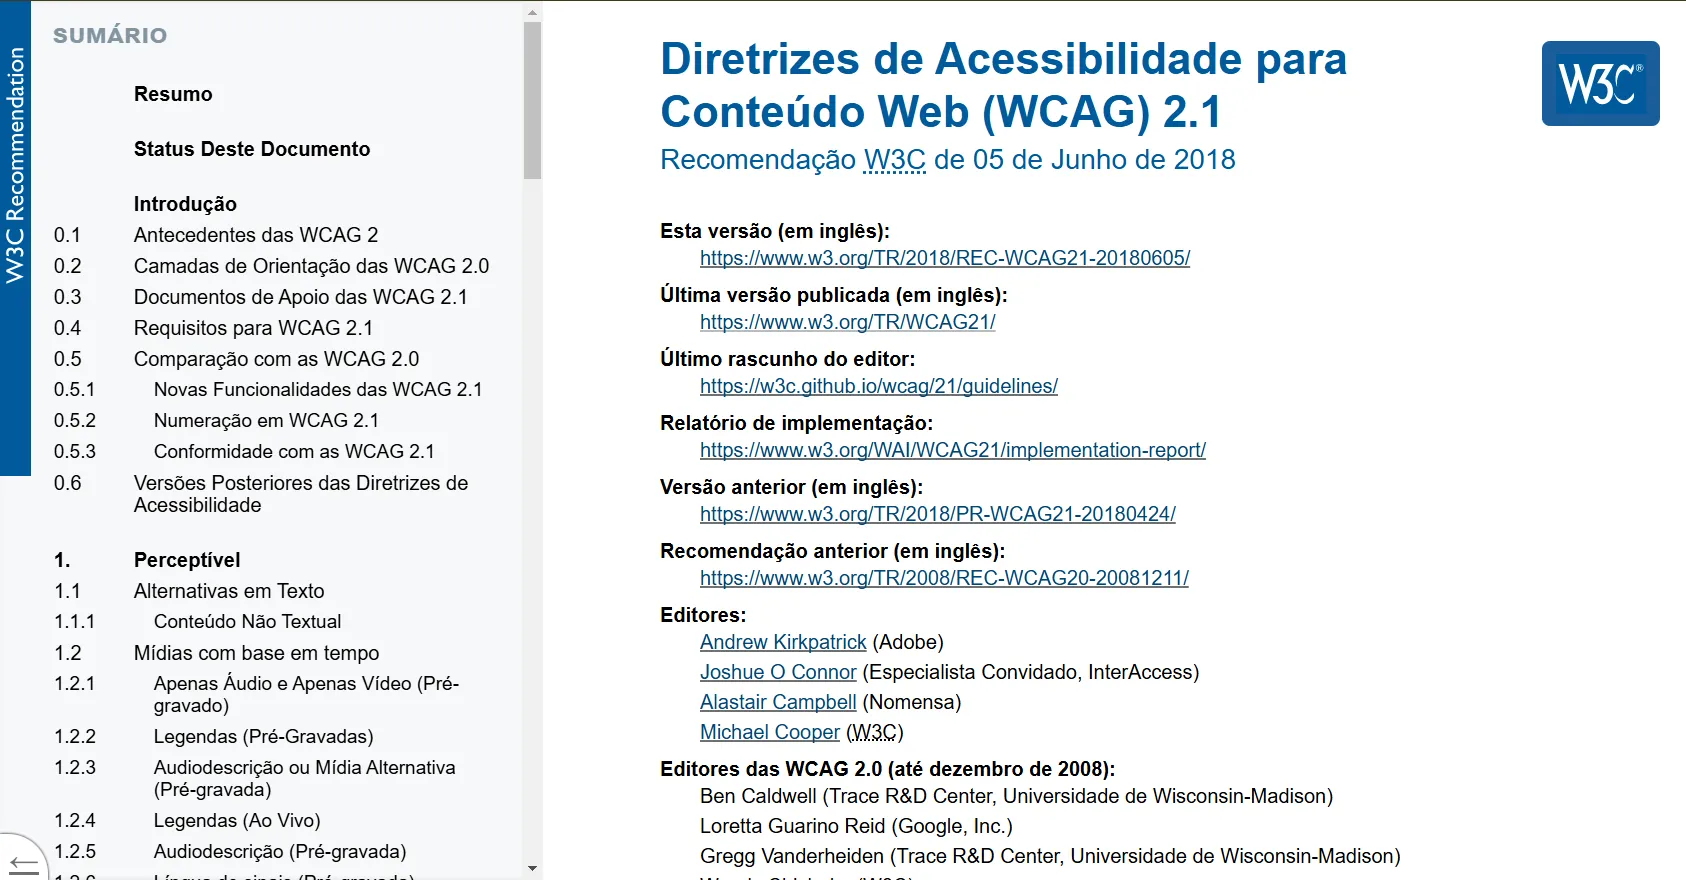 W3C Recommendation
SUMÁRIO
Resumo
Status Deste Documento
Introdução
0.1 Antecedentes das WCAG 2
0.2 Camadas de Orientação das WCAG 2.0
0.3 Documentos de Apoio das WCAG 2.1
0.4 Requisitos para WCAG 2.1
0.5 Comparação com as WCAG 2.0
0.5.1 Novas Funcionalidades das WCAG 2.1
0.5.2 Numeração em WCAG 2.1
0.5.3 Conformidade com as WCAG 2.1
0.6 Versões Posteriores das Diretrizes de
Acessibilidade
1. Perceptível
1.1 Alternativas em Texto
1.1.1 Conteúdo Não Textual
1.2 Mídias com base em tempo
1.2.1 Apenas Áudio e Apenas Vídeo (Pré-
gravado)
1.2.2 Legendas (Pré-Gravadas)
1.2.3 Audiodescrição ou Mídia Alternativa
(Pré-gravada)
1.2.4 Legendas (Ao Vivo)
1.2.5 Audiodescrição (Pré-gravada)
Diretrizes de Acessibilidade para
Conteúdo Web (WCAG) 2.1
W3C®
Recomendação W3C de 05 de Junho de 2018
Esta versão (em inglês):
https://www.w3.org/TR/2018/REC-WCAG21-20180605/
Última versão publicada (em inglês):
https://www.w3.org/TR/WCAG21/
Último rascunho do editor:
https://w3c.github.io/wcag/21/guidelines/
Relatório de implementação:
https://www.w3.org/WAI/WCAG21/implementation-report/
Versão anterior (em inglês):
https://www.w3.org/TR/2018/PR-WCAG21-20180424/
Recomendação anterior (em inglês):
https://www.w3.org/TR/2008/REC-WCAG20-20081211/
Editores:
Andrew Kirkpatrick (Adobe)
Joshue O Connor (Especialista Convidado, InterAccess)
Alastair Campbell (Nomensa)
Michael Cooper (W3C)
Editores das WCAG 2.0 (até dezembro de 2008):
Ben Caldwell (Trace R&D Center, Universidade de Wisconsin-Madison)
Loretta Guarino Reid (Google, Inc.)
Gregg Vanderheiden (Trace R&D Center, Universidade de Wisconsin-Madison)